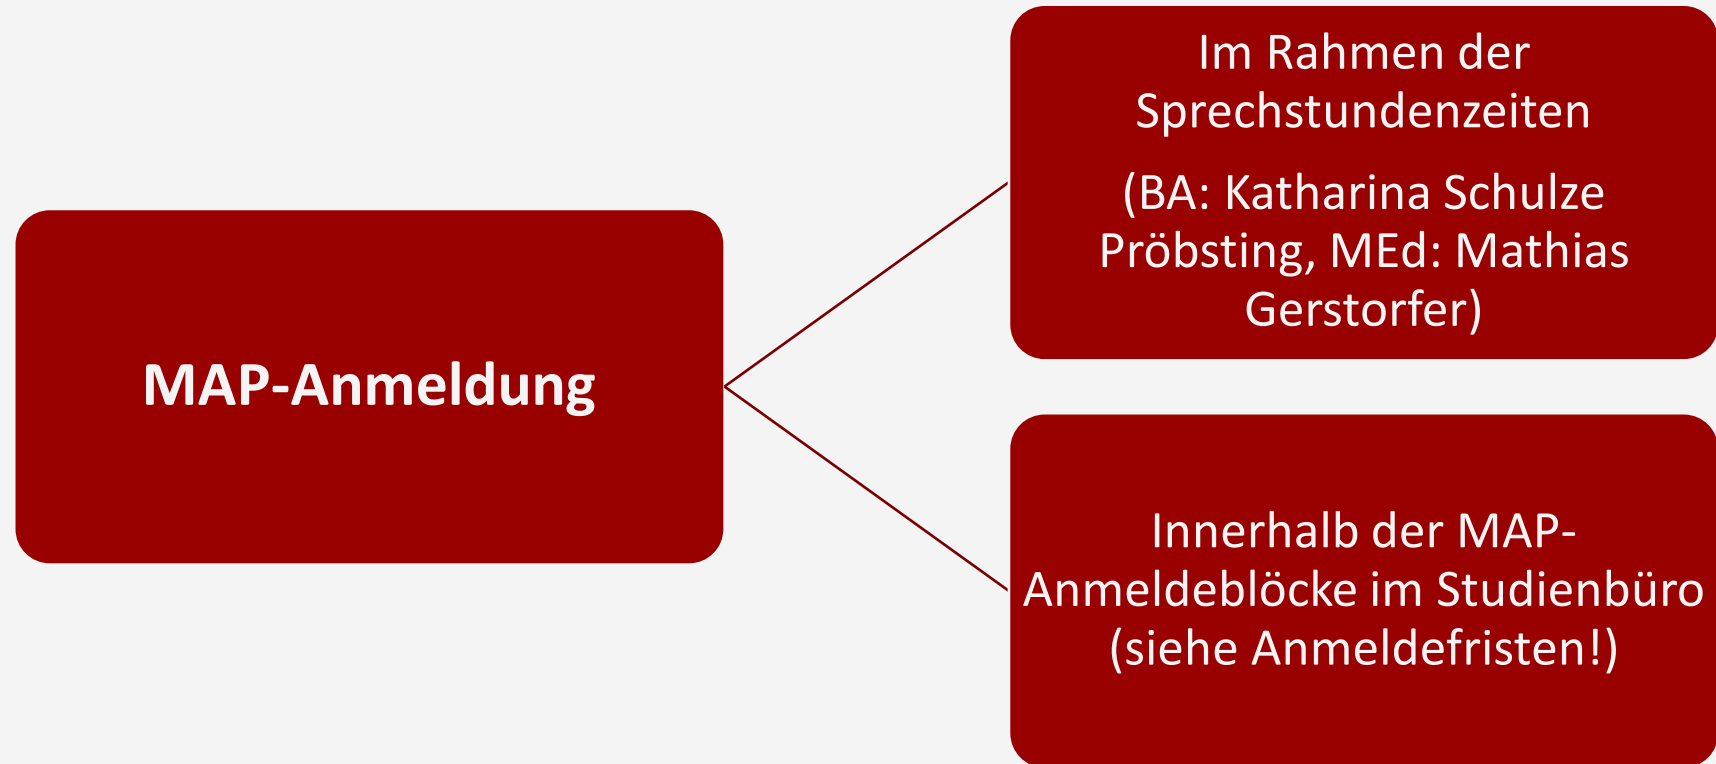 MAP-Anmeldung
Im Rahmen der
Sprechstundenzeiten
(BA: Katharina Schulze
Pröbsting, MEd: Mathias
Gerstorfer)
Innerhalb der MAP-
Anmeldeblöcke im Studienbüro
(siehe Anmeldefristen!)